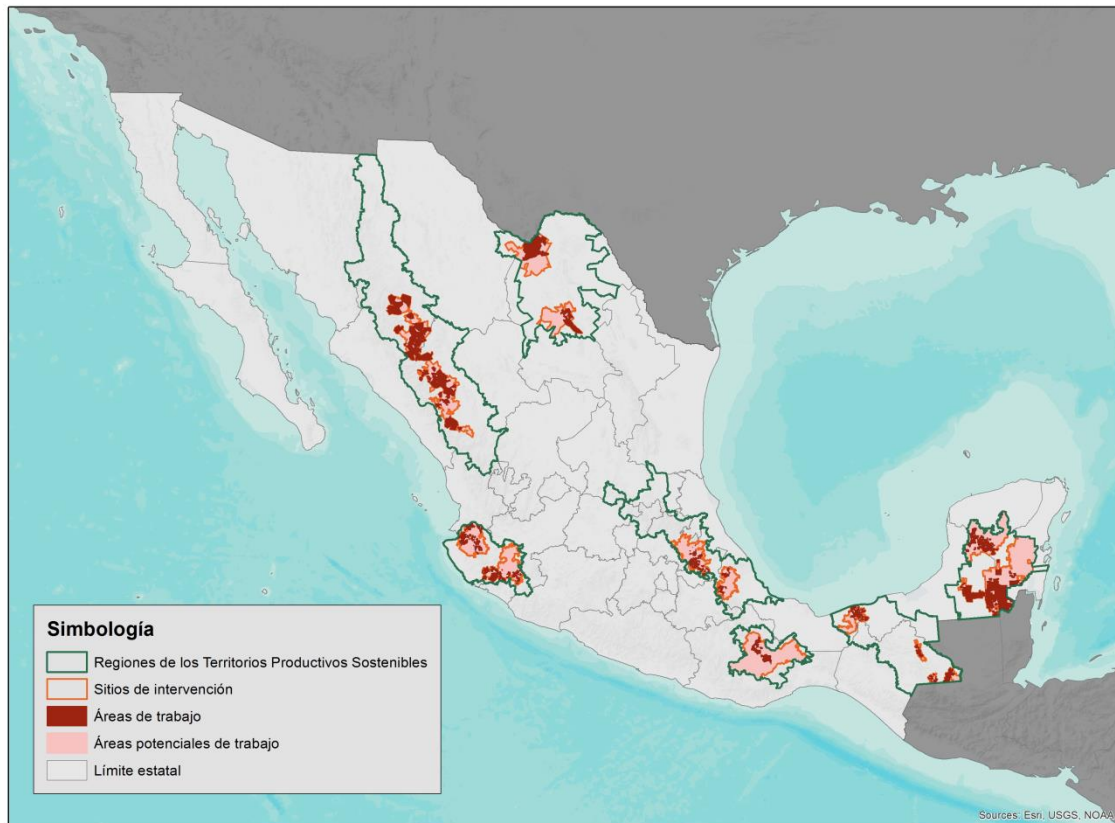 Simbología
Regiones de los Territorios Productivos Sostenibles
Sitios de intervención
Áreas de trabajo
Áreas potenciales de trabajo
Límite estatal
Sources: Esri, USGS, NOAA